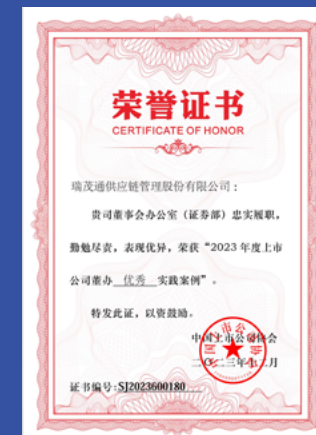 荣誉证书
CERTIFICATE OF HONOR
瑞茂通供应链管理股份有限公司：
贵司董事会办公室（证券部）忠实履职，
勤勉尽责，表现优异，荣获“2023 年度上市
公司董办 优秀 实践案例”。
特发此证，以资鼓励。
中国上市公司协会
二〇二三年十二月
证书编号:SJ2023600180